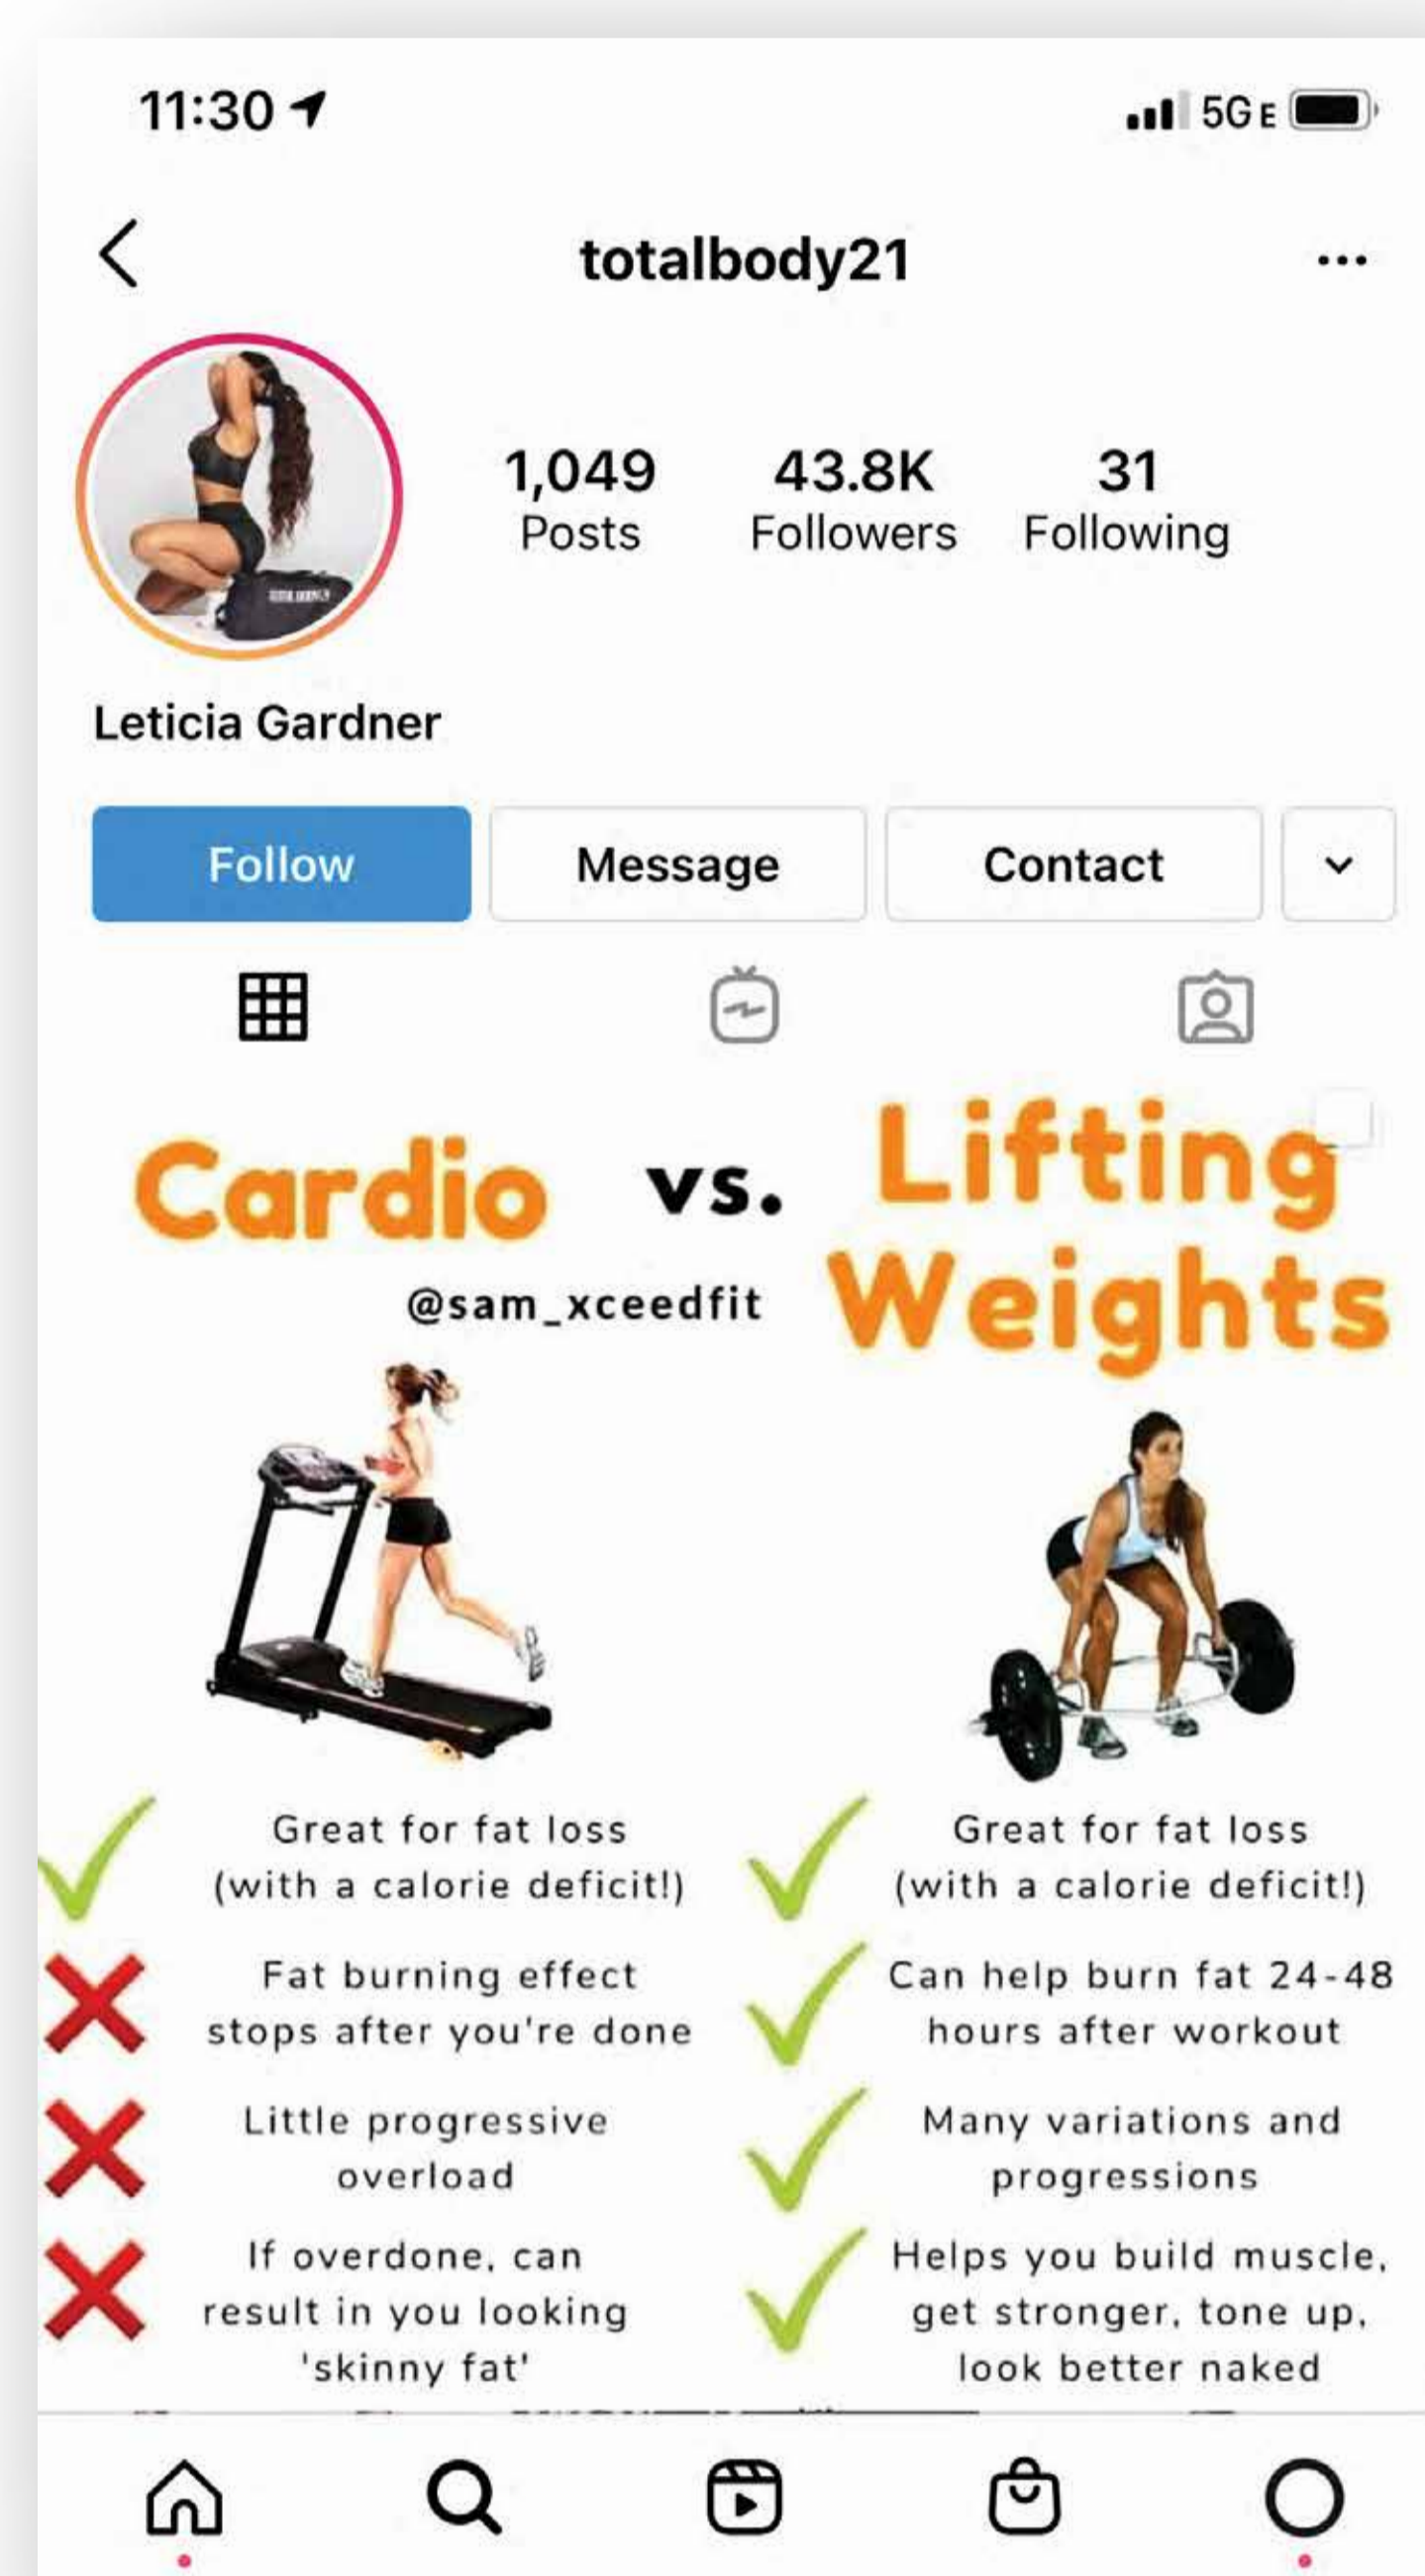 11:30
5G E
totalbody21
1,049
Posts
43.8K
Followers
31
Following
Leticia Gardner
Follow
Message
Contact
Cardio
vs.
Lifting
Weights
@sam_xceedfit
Great for fat loss
(with a calorie deficit!)
Fat burning effect
stops after you're done
Little progressive
overload
If overdone, can
result in you looking
'skinny fat'
Great for fat loss
(with a calorie deficit!)
Can help burn fat 24-48
hours after workout
Many variations and
progressions
Helps you build muscle,
get stronger, tone up,
look better naked